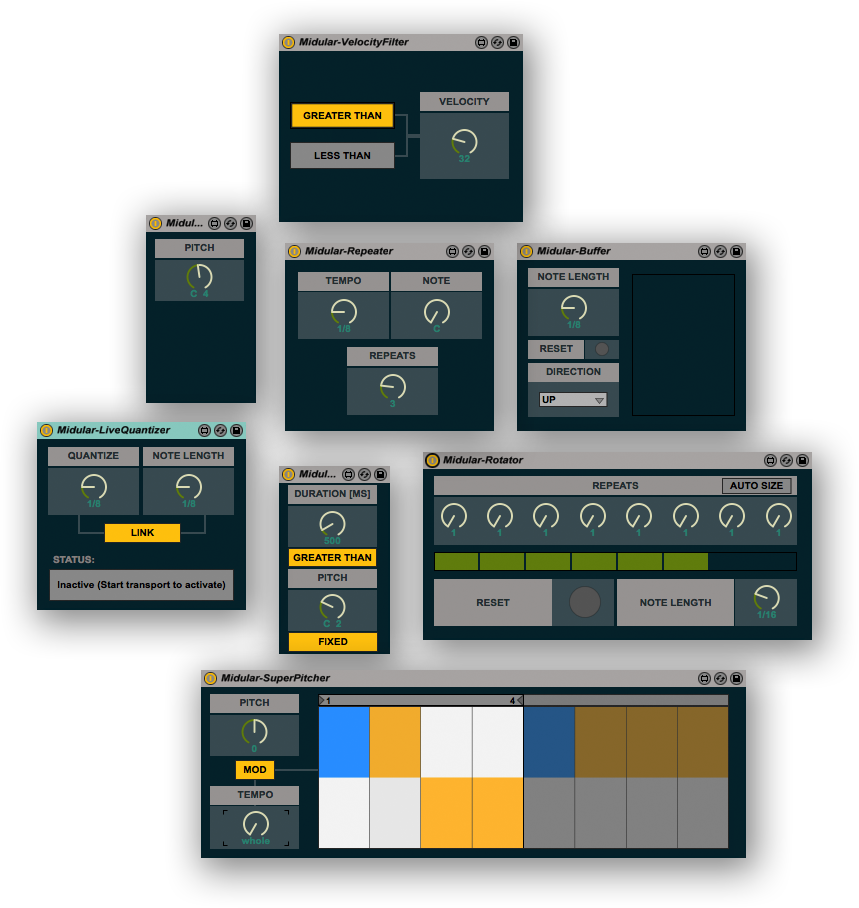 Midular-VelocityFilter
VELOCITY
GREATER THAN
LESS THAN
32
Midul...
PITCH
C 4
Midular-Repeater
TEMPO NOTE
1/8 C
REPEATS
3
Midular-Buffer
NOTE LENGTH
1/8
RESET
DIRECTION
UP
Midular-LiveQuantizer
QUANTIZE NOTE LENGTH
1/8 1/8
LINK
STATUS:
Inactive (Start transport to activate)
Midul...
DURATION [MS]
500
GREATER THAN
PITCH
C 2
FIXED
Midular-Rotator
REPEATS AUTO SIZE
1 1 1 1 1 1 1 1
RESET NOTE LENGTH
1/16
Midular-SuperPitcher
PITCH
1 4
0
MOD
TEMPO
whole